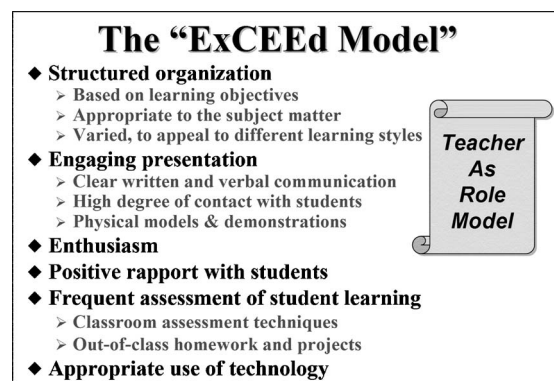 The “ExCEEd Model”
◆ Structured organization
➢ Based on learning objectives
➢ Appropriate to the subject matter
➢ Varied, to appeal to different learning styles
◆ Engaging presentation
➢ Clear written and verbal communication
➢ High degree of contact with students
➢ Physical models & demonstrations
◆ Enthusiasm
◆ Positive rapport with students
◆ Frequent assessment of student learning
➢ Classroom assessment techniques
➢ Out-of-class homework and projects
◆ Appropriate use of technology
Teacher
As
Role
Model